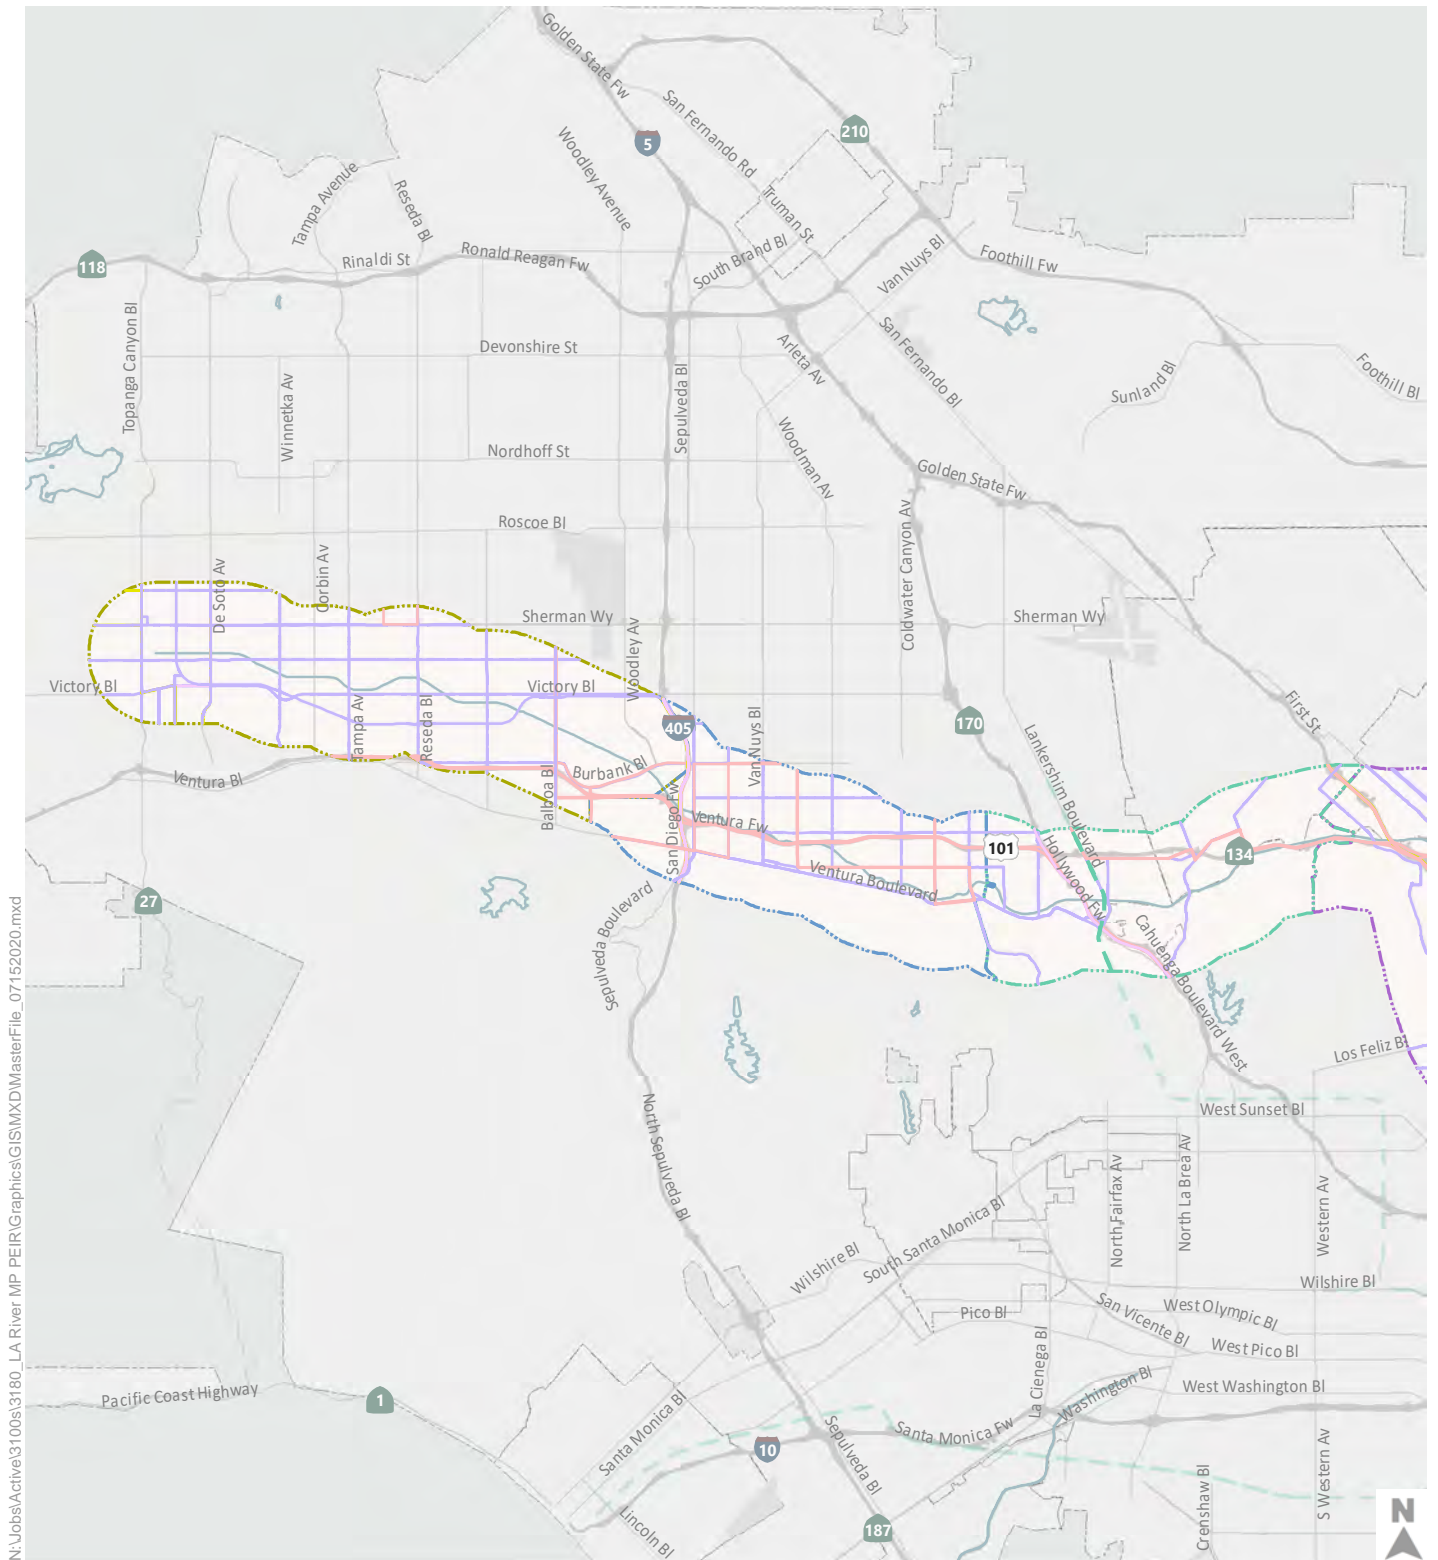 Golden State Fw
5
San Fernando Rd
210
Woodley Avenue
Truman St
Tampa Avenue
Reseda Bl
118
Rinaldi St
Ronald Reagan Fw
South Brand Bl
Van Nuys Bl
Foothill Fw
Topanga Canyon Bl
Devonshire St
Winnetka Av
Sepulveda Bl
Arleta Av
San Fernando Bl
Sunland Bl
Foothill Bl
Nordhoff St
Woodman Av
Golden State Fw
Roscoe Bl
Coldwater Canyon Av
De Soto Av
Corbin Av
Sherman Wy
Sherman Wy
Woodley Av
Victory Bl
Victory Bl
Tampa Av
Reseda Bl
405
Van Nuys Bl
170
Lankershim Boulevard
First St
Ventura Bl
Balboa Bl
Burbank Bl
San Diego Fw
Ventura Fw
101
Hollywood Fw
134
Ventura Boulevard
27
Sepulveda Boulevard
Cahuenga Boulevard West
Los Feliz Bl
North Sepulveda Bl
West Sunset Bl
North Fairfax Av
North La Brea Av
Western Av
South Santa Monica Bl
Wilshire Bl
Wilshire Bl
Pico Bl
San Vicente Bl
West Olympic Bl
West Pico Bl
La Cienega Bl
Washington Bl
West Washington Bl
Pacific Coast Highway
1
Santa Monica Bl
10
Sepulveda Bl
Santa Monica Fw
Lincoln Bl
187
Crenshaw Bl
S Western Av
N
N:\Jobs\Active\3100s\3180_LA River MP PEIR\Graphics\GIS\MXD\MasterFile_07152020.mxd